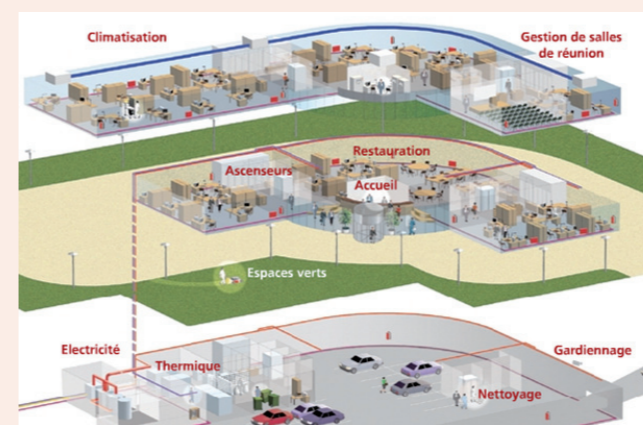 Climatisation
Gestion de salles
de réunion
Restauration
Ascenseurs
Accueil
Espaces verts
Electricité
Thermique
Gardiennage
Nettoyage